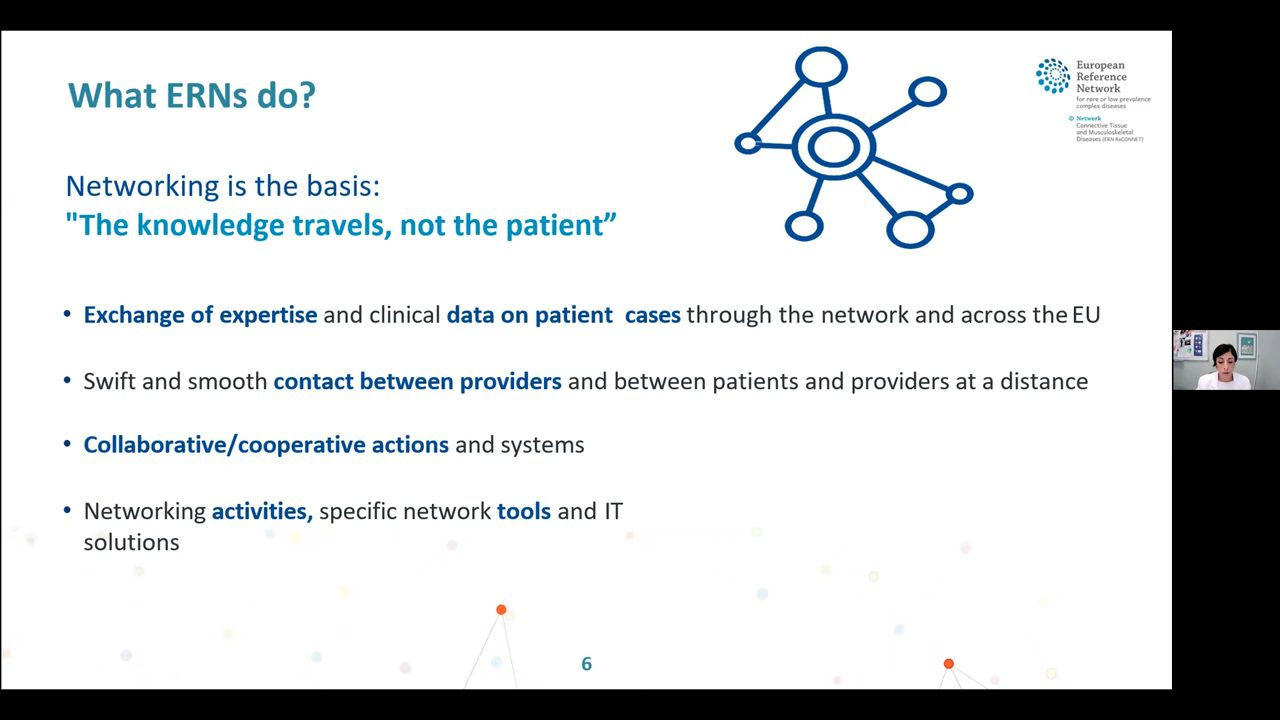 What ERNs do?
European
Reference
Network
for rare or low prevalence
complex diseases
Network
Connective Tissue
and Musculoskeletal
Diseases (ERN ReCONNET)
Networking is the basis:
"The knowledge travels, not the patient”
• Exchange of expertise and clinical data on patient cases through the network and across the EU
• Swift and smooth contact between providers and between patients and providers at a distance
• Collaborative/cooperative actions and systems
• Networking activities, specific network tools and IT
solutions
6